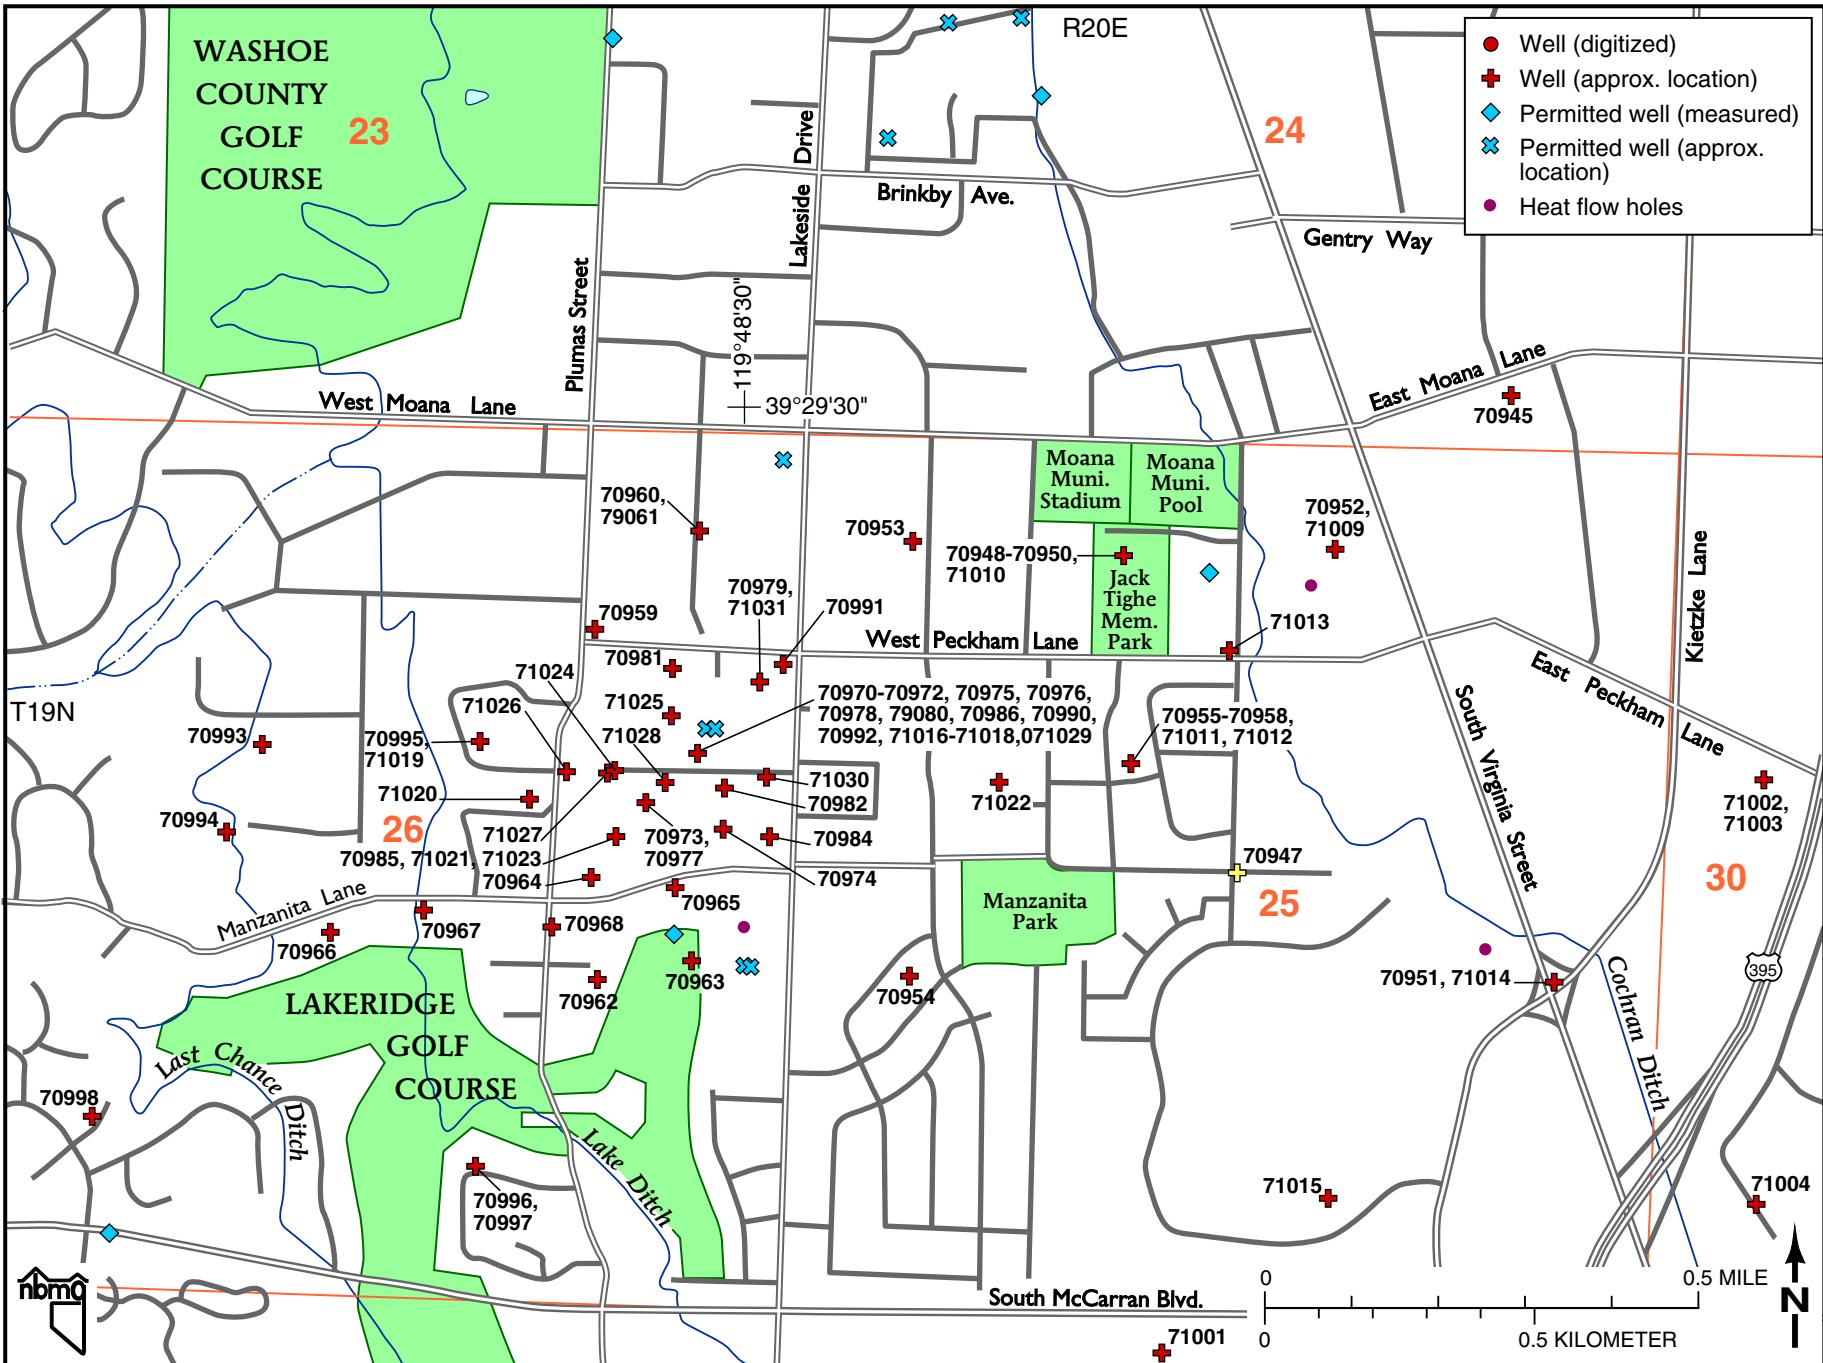 WASHOE
COUNTY
GOLF
COURSE
23
R20E
24
Well (digitized)
Well (approx. location)
Permitted well (measured)
Permitted well (approx.
location)
Heat flow holes
Lakeside Drive
Brinkby Ave.
Gentry Way
Plumas Street
119°48'30"
39°29'30"
West Moana Lane
East Moana Lane
70945
Moana
Muni.
Stadium
Moana
Muni.
Pool
70960,
79061
70953
70948-70950,
71010
70952,
71009
Jack
Tighe
Mem.
Park
Kietzke Lane
70979,
71031
70991
70959
71013
West Peckham Lane
East Peckham Lane
70981
71024
71026
71025
71028
70970-70972, 70975, 70976,
70978, 79080, 70986, 70990,
70992, 71016-71018,071029
70955-70958,
71011, 71012
T19N
70993
70995,
71019
71020
71030
70982
71022
South Virginia Street
71002,
71003
70994
26
71027
70985, 71021, 71023
70973,
70977
70984
70964
70974
70947
30
25
Manzanita Lane
70965
Manzanita
Park
70966
70967
70968
70963
70962
70954
70951, 71014
395
Cochran Ditch
LAKERIDGE
GOLF
COURSE
Last Chance Ditch
70998
Lake Ditch
70996,
70997
71015
71004
nbmg
South McCarran Blvd.
71001
0
0.5 MILE
0
0.5 KILOMETER
N